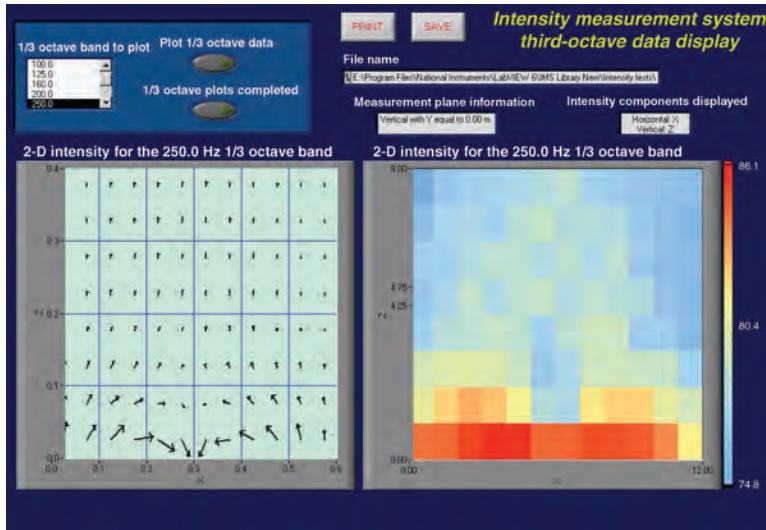 PRINT
SAVE
Intensity measurement system
third-octave data display
1/3 octave band to plot
Plot 1/3 octave data
100.0
125.0
160.0
200.0
250.0
1/3 octave plots completed
File name
E:\Program Files\National Instruments\LabVIEW 6\IMS Library New\Intensity tests\
Measurement plane information
Intensity components displayed
Vertical with Y equal to 0.00 m
Horizontal: X
Vertical: Z
2-D intensity for the 250.0 Hz 1/3 octave band
2-D intensity for the 250.0 Hz 1/3 octave band
0.4
0.3
0.2
0.1
0.0
Z
0.0
0.1
0.2
0.3
0.4
0.5
0.6
X
8.00
4.75
4.25
0.00
Z
0.00
12.00
86.1
80.4
74.8